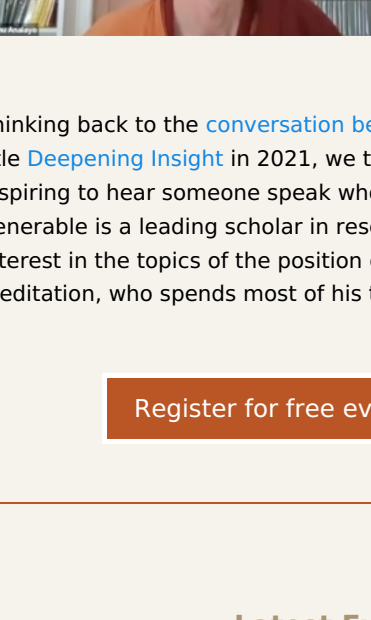 hinking back to the conversation be
tle Deepening Insight in 2021, we t
spiring to hear someone speak who
enerable is a leading scholar in res
terest in the topics of the position
editation, who spends most of his t
Register for free ev